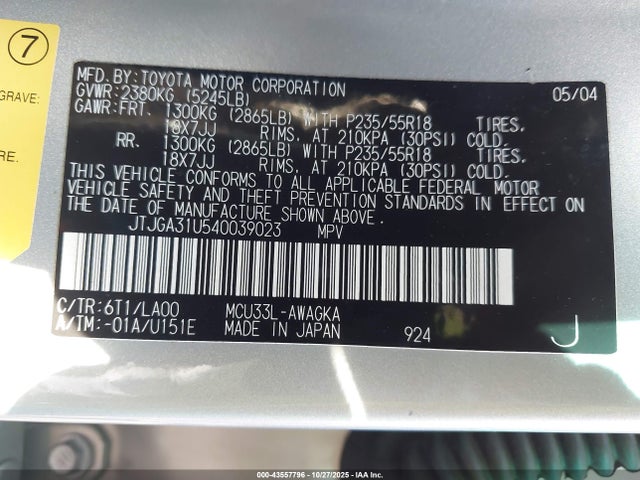 7
GRAVE:
RE.
MFD. BY: TOYOTA MOTOR CORPORATION 05/04
GVWR: 2380KG (5245LB)
GAWR: FRT. 1300KG (2865LB) WITH P235/55R18 TIRES,
18X7JJ RIMS, AT 210KPA (30PSI) COLD.
RR. 1300KG (2865LB) WITH P235/55R18 TIRES,
18X7JJ RIMS, AT 210KPA (30PSI) COLD.
THIS VEHICLE CONFORMS TO ALL APPLICABLE FEDERAL MOTOR
VEHICLE SAFETY AND THEFT PREVENTION STANDARDS IN EFFECT ON
THE DATE OF MANUFACTURE SHOWN ABOVE.
JTJGA31U540039023 MPV
C/TR: 6T1/LA00 MCU33L-AWAGKA
A/TM: -01A/U151E MADE IN JAPAN 924 J
000-43557796 - 10/27/2025 - IAA Inc.